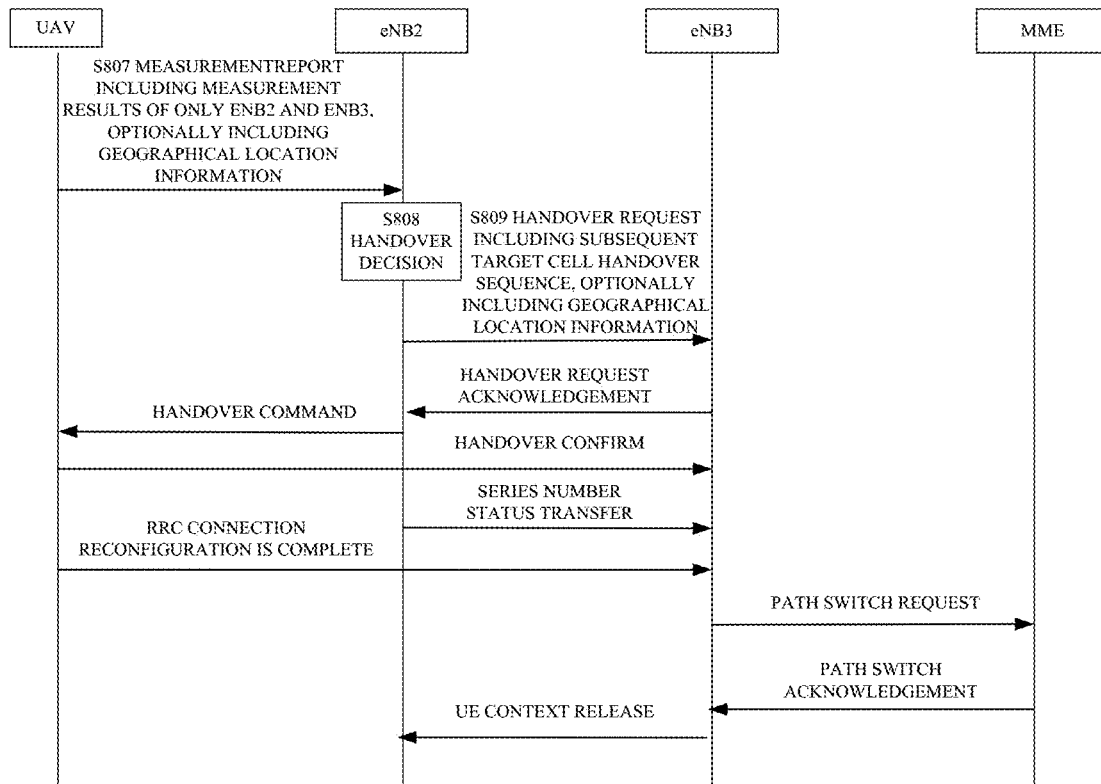 UAV
eNB2
eNB3
MME
S807 MEASUREMENTREPORT
INCLUDING MEASUREMENT
RESULTS OF ONLY ENB2 AND ENB3,
OPTIONALLY INCLUDING
GEOGRAPHICAL LOCATION
INFORMATION
S808
HANDOVER
DECISION
S809 HANDOVER REQUEST
INCLUDING SUBSEQUENT
TARGET CELL HANDOVER
SEQUENCE, OPTIONALLY
INCLUDING GEOGRAPHICAL
LOCATION INFORMATION
HANDOVER REQUEST
ACKNOWLEDGEMENT
HANDOVER COMMAND
HANDOVER CONFIRM
SERIES NUMBER
STATUS TRANSFER
RRC CONNECTION
RECONFIGURATION IS COMPLETE
PATH SWITCH REQUEST
PATH SWITCH
ACKNOWLEDGEMENT
UE CONTEXT RELEASE